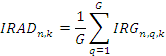 IRAD_{n,k} = \frac{1}{G} \sum_{q=1}^{G} IRG_{n,q,k}